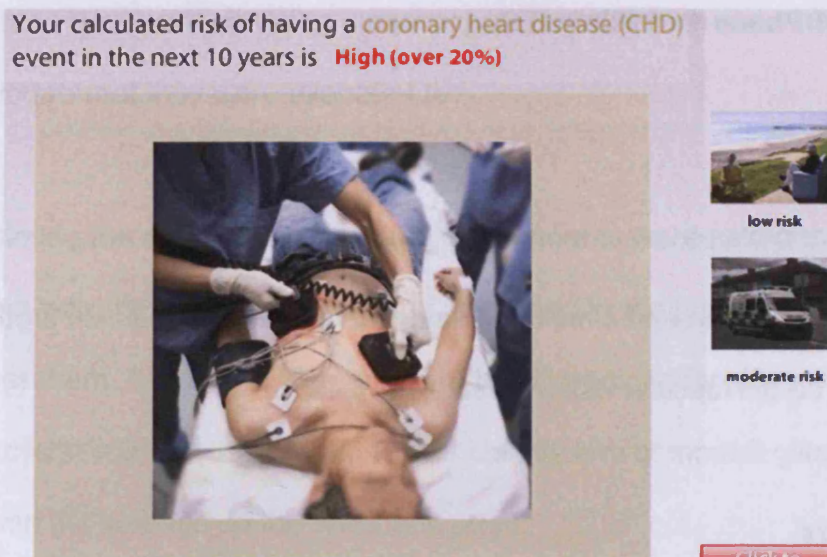 Your calculated risk of having a coronary heart disease (CHD)
event in the next 10 years is High (over 20%)
low risk
moderate risk